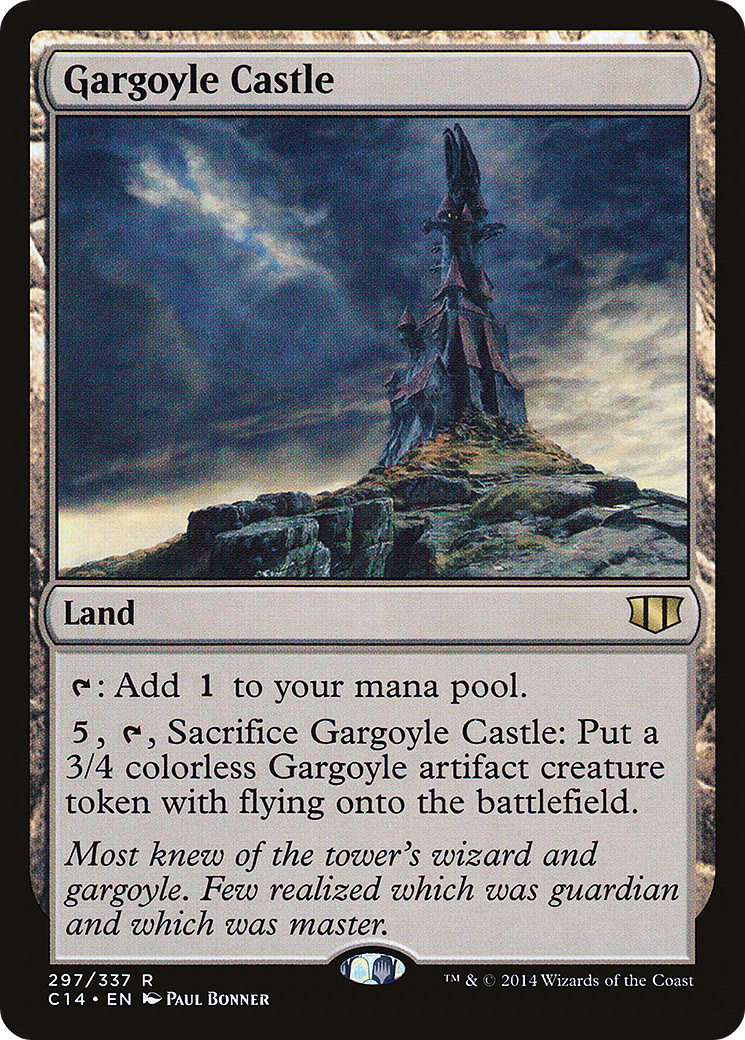 Gargoyle Castle
Land
: Add 1 to your mana pool.
5, , Sacrifice Gargoyle Castle: Put a
3/4 colorless Gargoyle artifact creature
token with flying onto the battlefield.
Most knew of the tower's wizard and
gargoyle. Few realized which was guardian
and which was master.
297/337 R
C14 • EN Paul Bonner
™ & © 2014 Wizards of the Coast